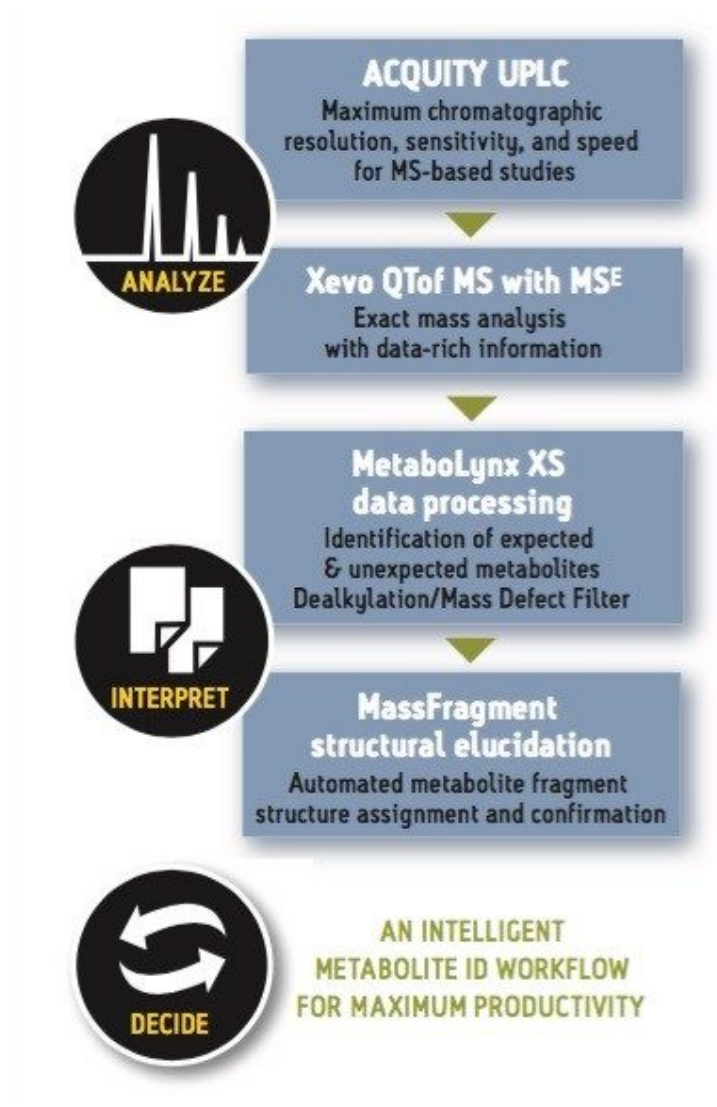 ACQUITY UPLC
Maximum chromatographic
resolution, sensitivity, and speed
for MS-based studies
ANALYZE
Xevo QTof MS with MSᴱ
Exact mass analysis
with data-rich information
MetaboLynx XS
data processing
Identification of expected
& unexpected metabolites
Dealkylation/Mass Defect Filter
INTERPRET
MassFragment
structural elucidation
Automated metabolite fragment
structure assignment and confirmation
DECIDE
AN INTELLIGENT
METABOLITE ID WORKFLOW
FOR MAXIMUM PRODUCTIVITY